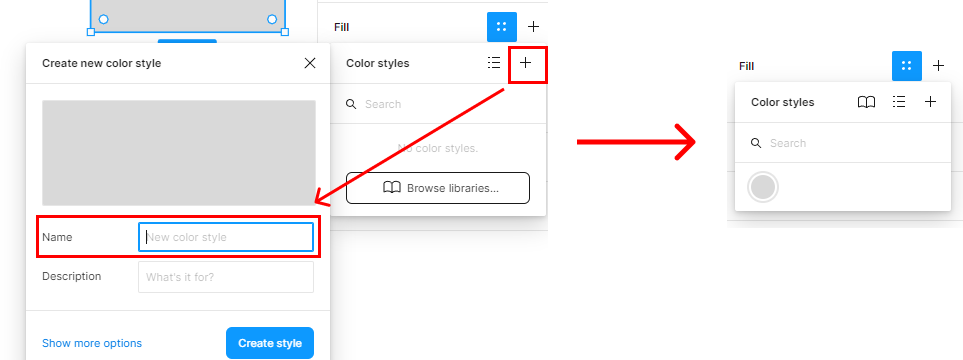 Fill
Create new color style
Color styles
Search
No color styles.
Browse libraries...
Name
New color style
Description
What's it for?
Show more options
Create style
Fill
Color styles
Search